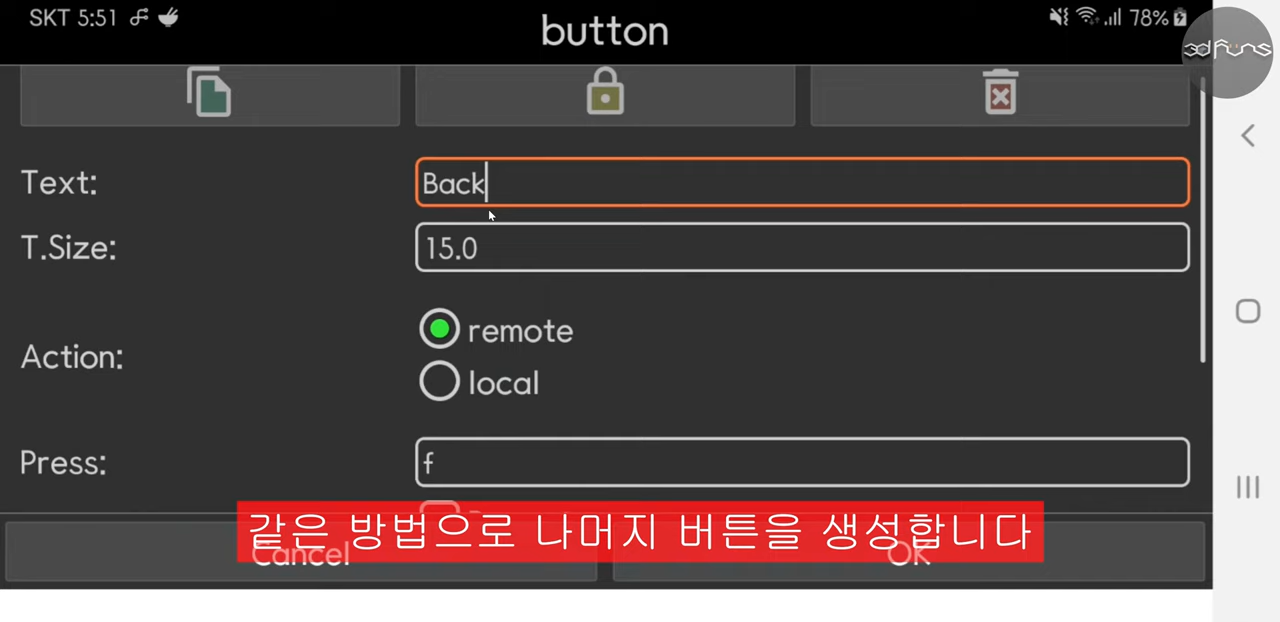 SKT 5:51
78%
button
3dfuns
Text:
Back
T.Size:
15.0
remote
Action:
local
Press:
f
같은 방법으로 나머지 버튼을 생성합니다
Cancel
OK